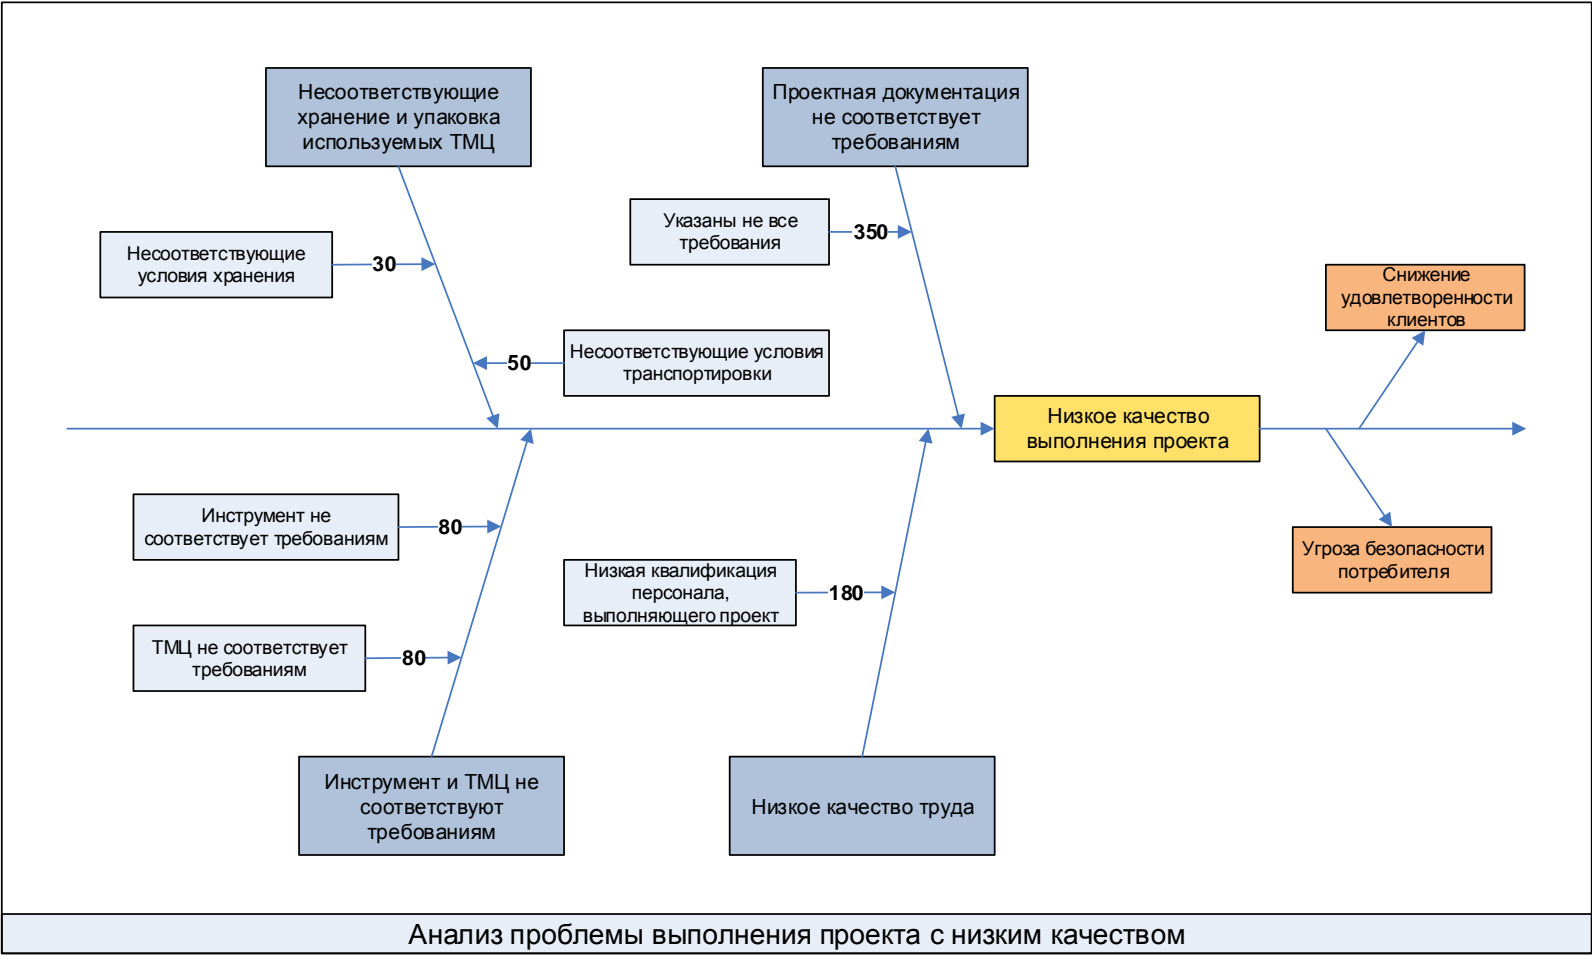 Несоответствующие
хранение и упаковка
используемых ТМЦ
Проектная документация
не соответствует
требованиям
Указаны не все
требования
350
Несоответствующие
условия хранения
30
Снижение
удовлетворенности
клиентов
50
Несоответствующие условия
транспортировки
Низкое качество
выполнения проекта
Инструмент не
соответствует требованиям
80
Угроза безопасности
потребителя
Низкая квалификация
персонала,
выполняющего проект
180
ТМЦ не соответствует
требованиям
80
Инструмент и ТМЦ не
соответствуют
требованиям
Низкое качество труда
Анализ проблемы выполнения проекта с низким качеством